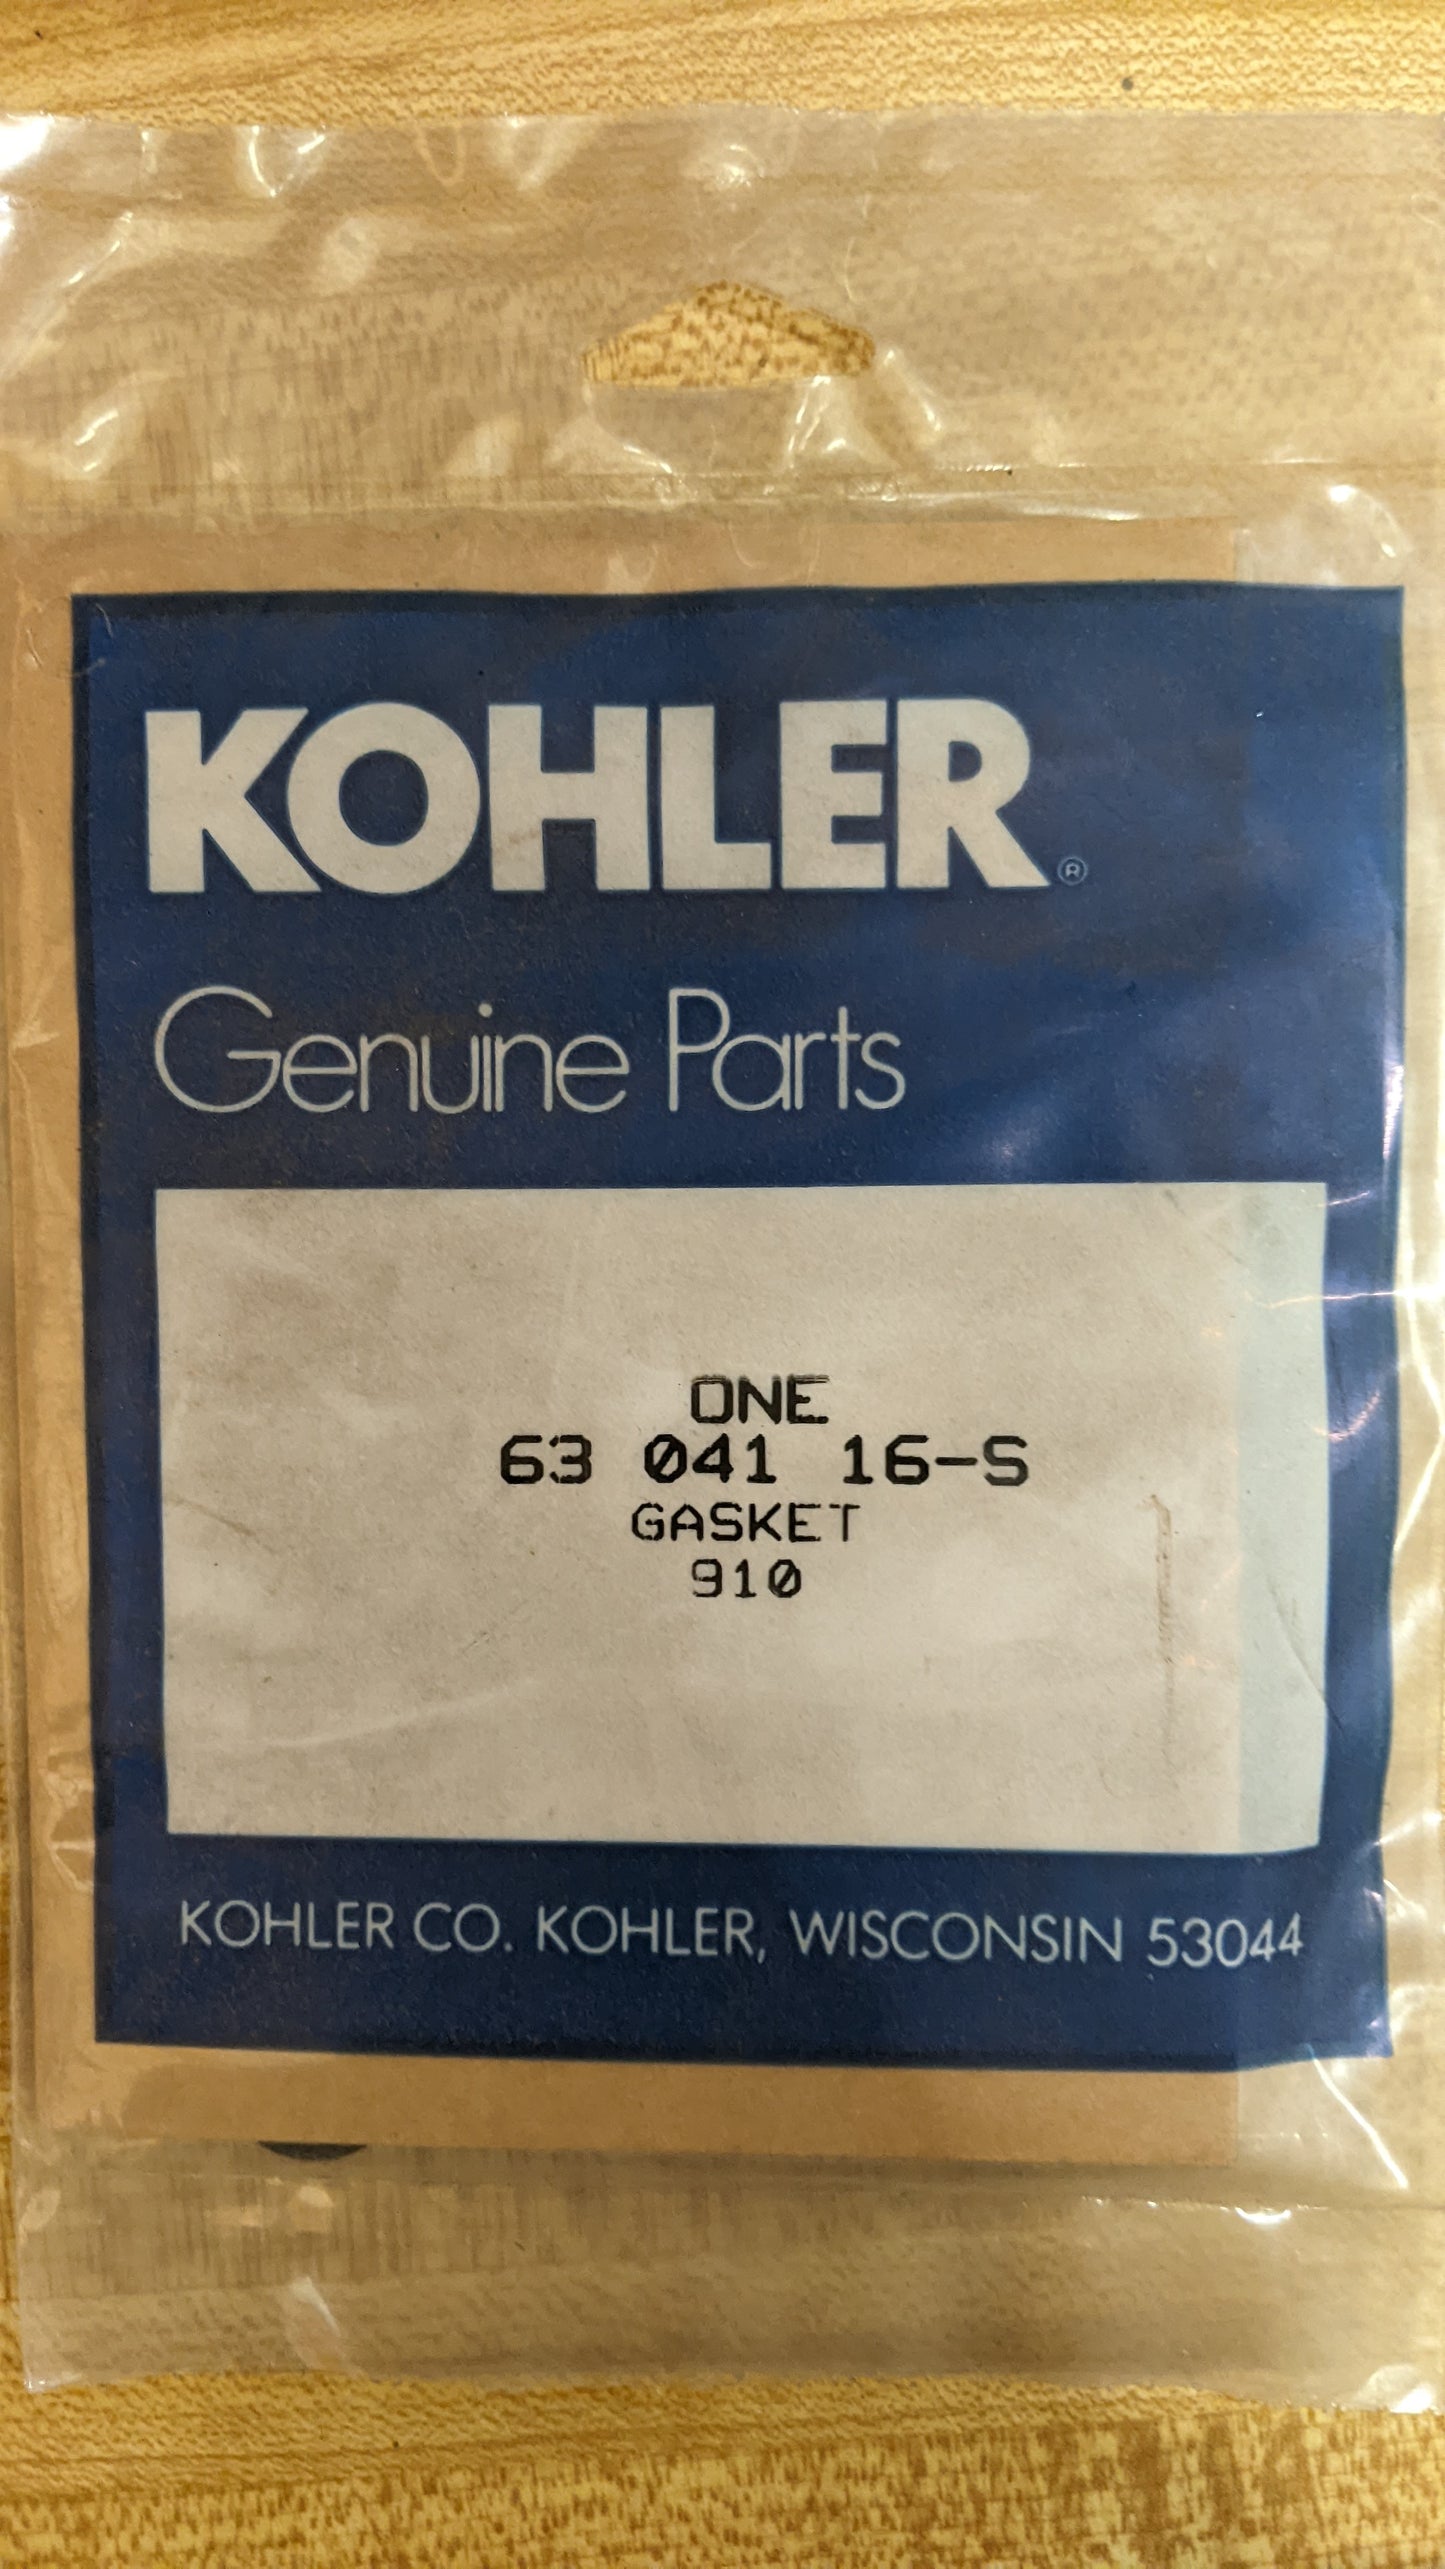 KOHLER®
Genuine Parts
ONE
63 041 16-S
GASKET
910
KOHLER CO. KOHLER, WISCONSIN 53044